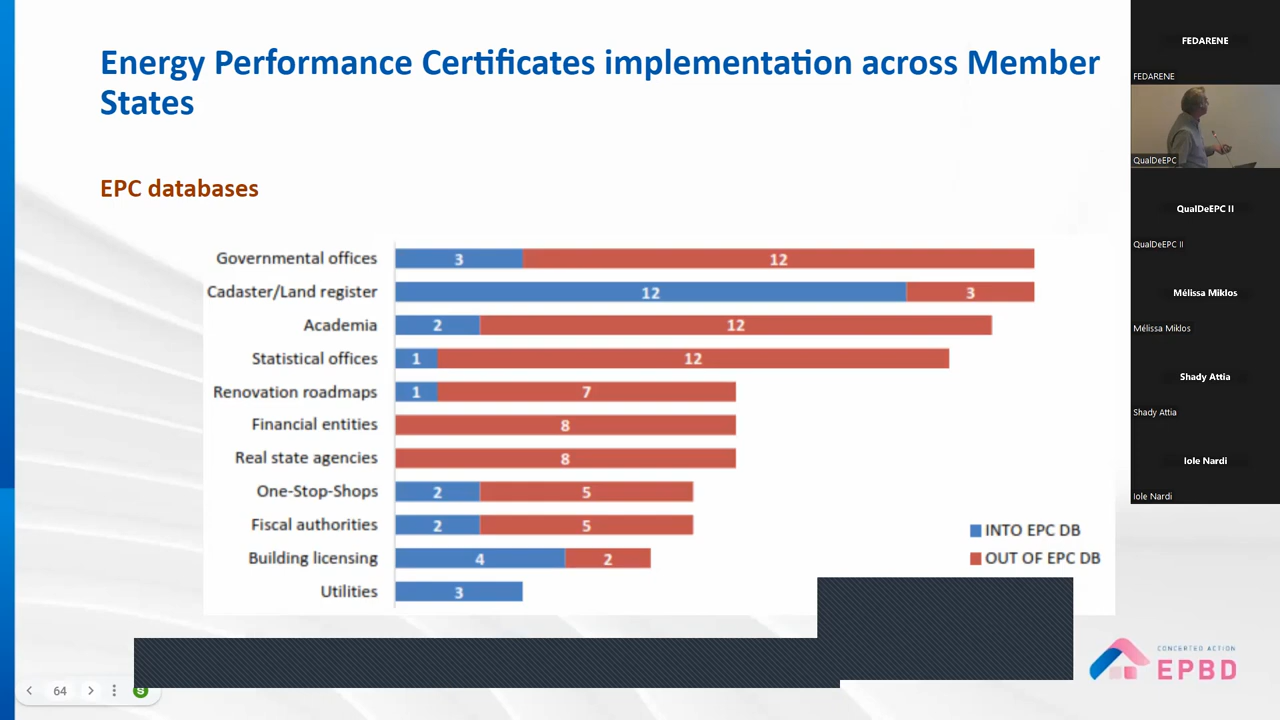 Energy Performance Certificates implementation across Member
States
EPC databases
Governmental offices 3 12
Cadaster/Land register 12 3
Academia 2 12
Statistical offices 1 12
Renovation roadmaps 1 7
Financial entities 8
Real state agencies 8
One-Stop-Shops 2 5
Fiscal authorities 2 5
Building licensing 4 2
Utilities 3
INTO EPC DB
OUT OF EPC DB
64
S
CONCERTED ACTION
EPBD
FEDARENE
FEDARENE
QualDeEPC
QualDeEPC II
QualDeEPC II
Mélissa Miklos
Mélissa Miklos
Shady Attia
Shady Attia
Iole Nardi
Iole Nardi